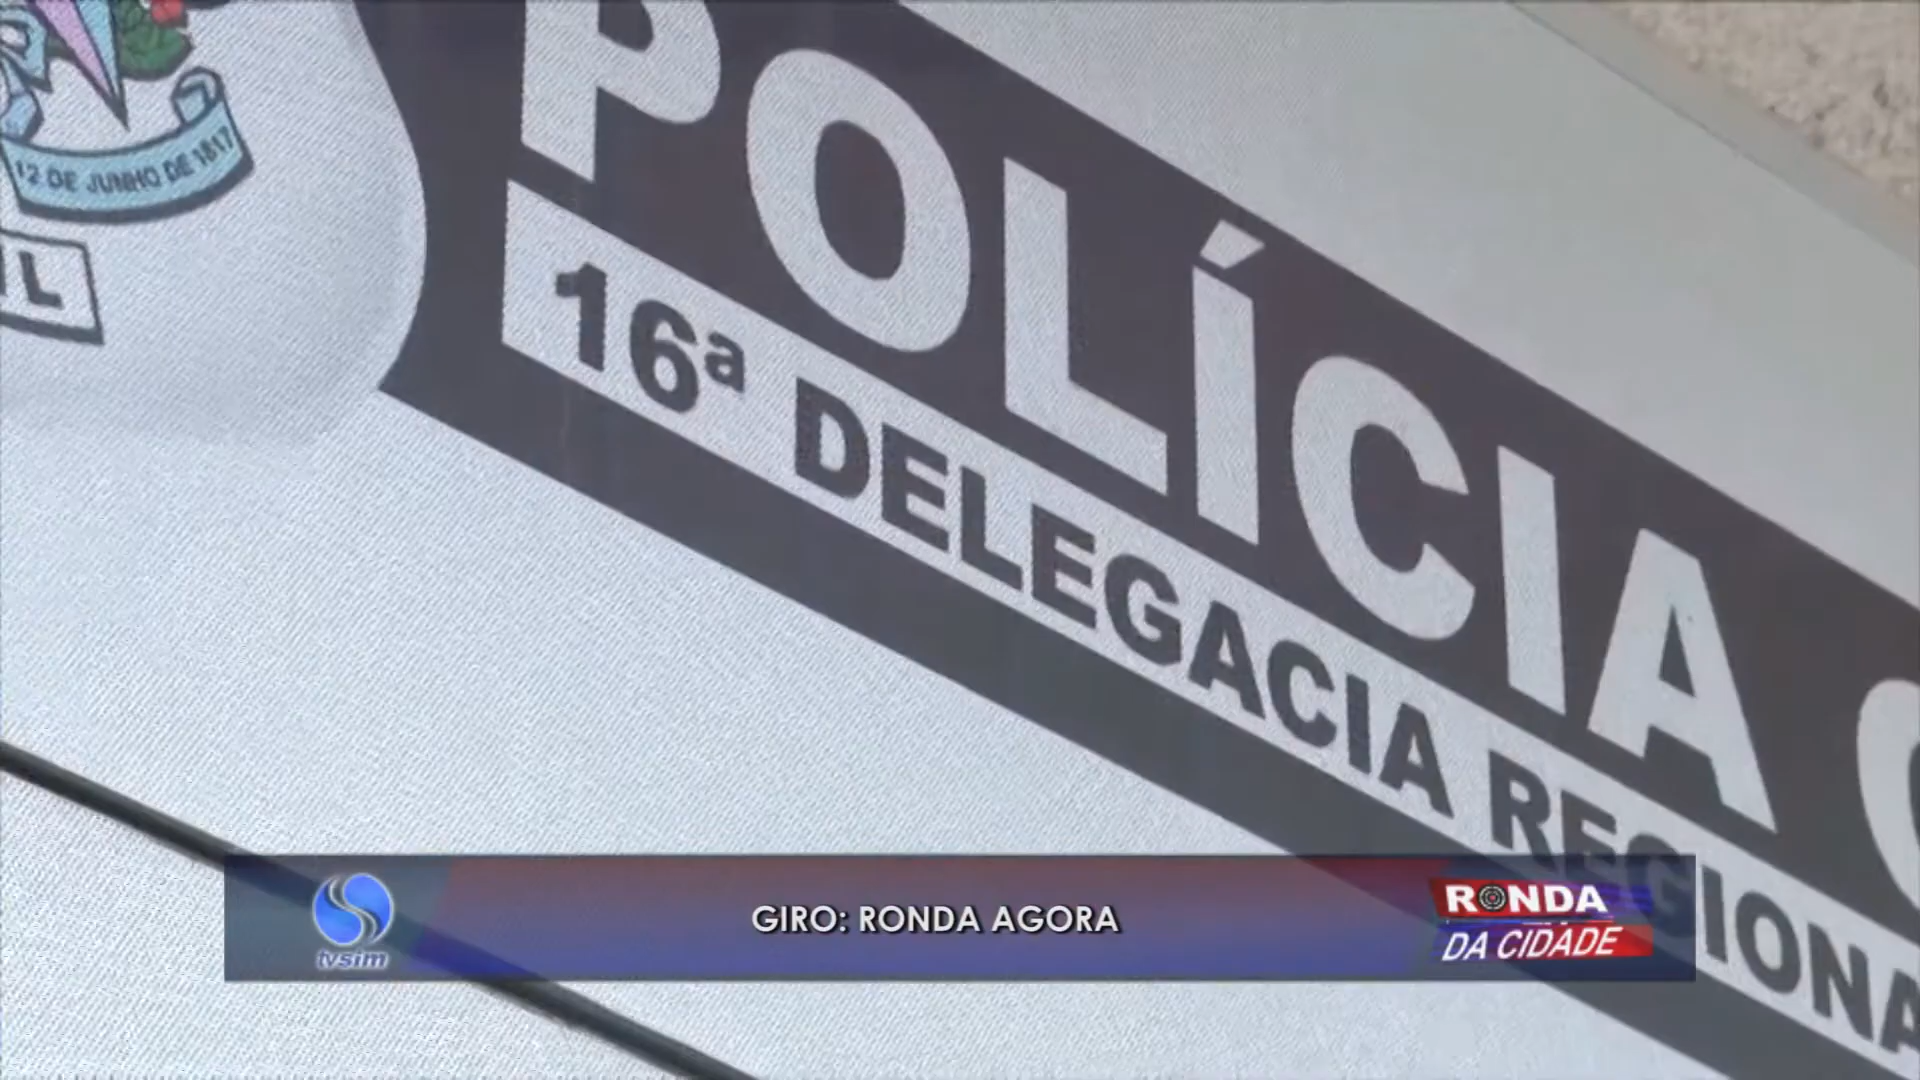 12 DE JUNHO DE 1817
IL
POLÍCIA C
16ª DELEGACIA REGIONA
tvsim
GIRO: RONDA AGORA
RONDA
DA CIDADE